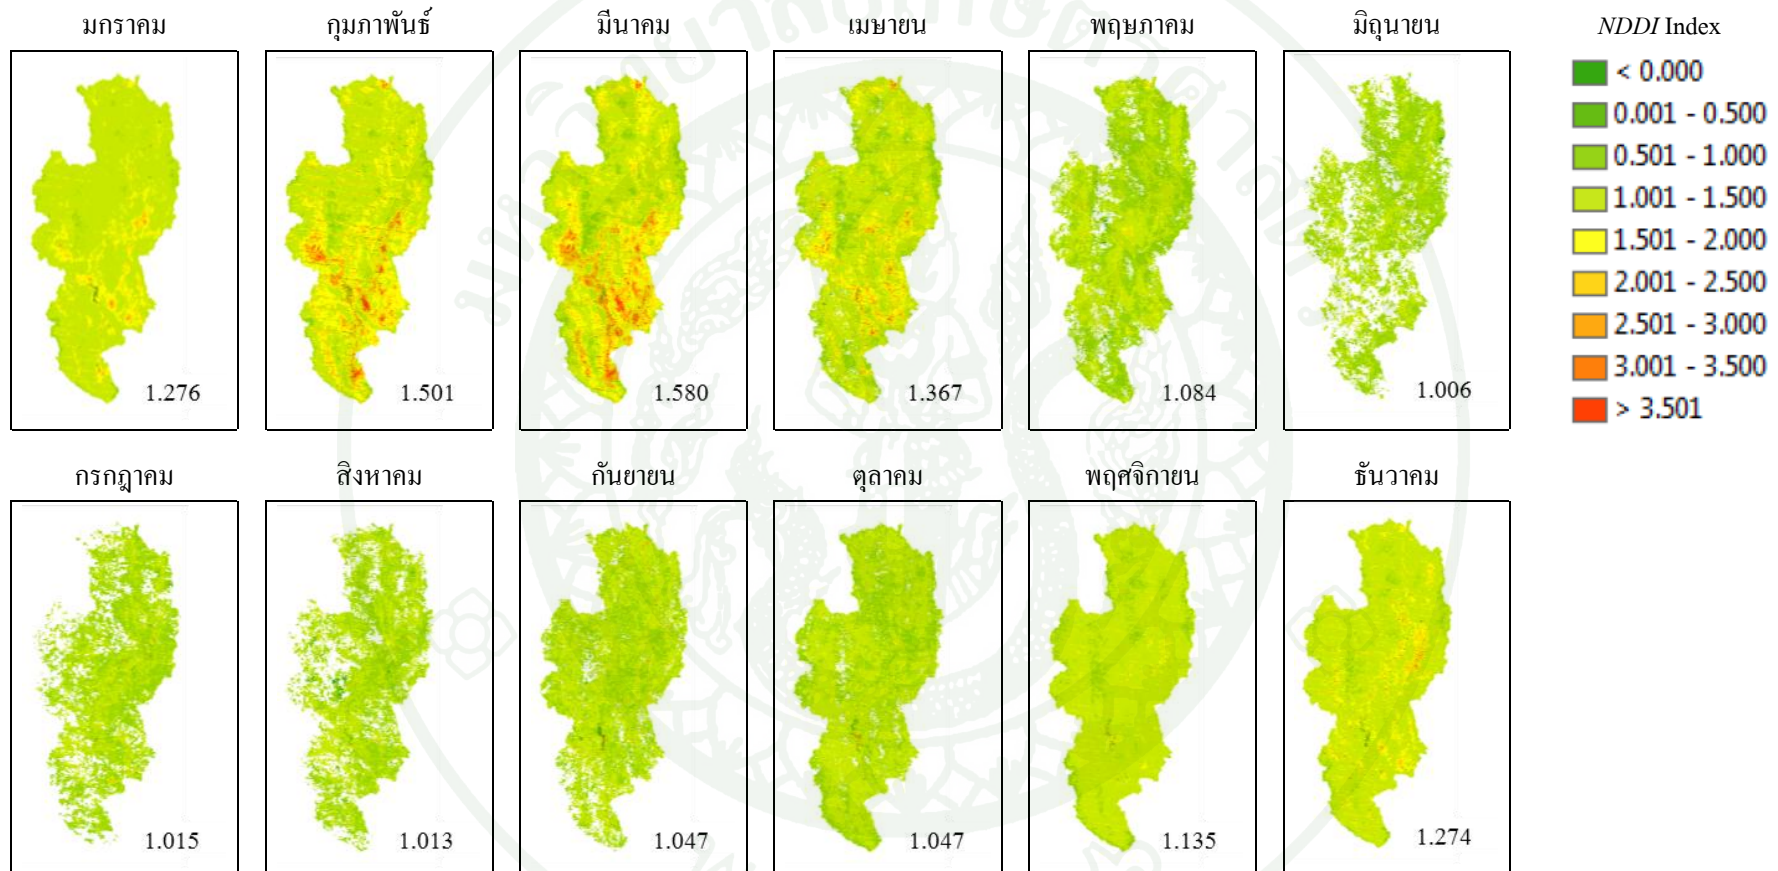 มกราคม กุมภาพันธ์ มีนาคม เมษายน พฤษภาคม มิถุนายน NDDI Index
< 0.000
0.001 - 0.500
0.501 - 1.000
1.001 - 1.500
1.501 - 2.000
2.001 - 2.500
2.501 - 3.000
3.001 - 3.500
> 3.501
1.276 1.501 1.580 1.367 1.084 1.006
กรกฎาคม สิงหาคม กันยายน ตุลาคม พฤศจิกายน ธันวาคม
1.015 1.013 1.047 1.047 1.135 1.274